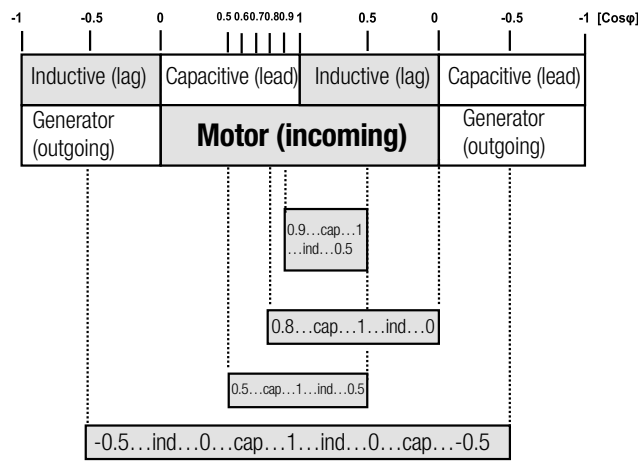 -1 -0.5 0 0.5 0.6 0.7 0.8 0.9 1 0.5 0 -0.5 -1 [Cosφ]
Inductive (lag) Capacitive (lead) Inductive (lag) Capacitive (lead)
Generator
(outgoing)
Motor (incoming)
Generator
(outgoing)
0.9…cap…1
…ind…0.5
0.8…cap…1…ind…0
0.5…cap…1…ind…0.5
-0.5…ind…0…cap…1…ind…0…cap…-0.5